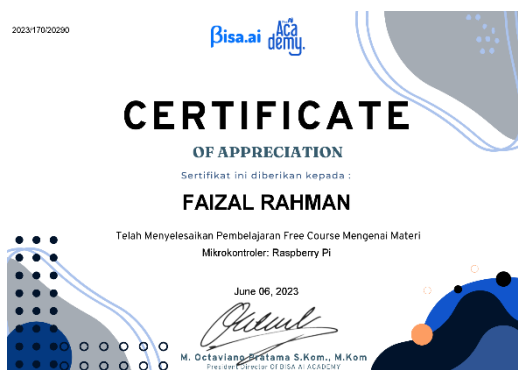 2023/170/20290
Bisa.ai Academy.
CERTIFICATE
OF APPRECIATION
Sertifikat ini diberikan kepada :
FAIZAL RAHMAN
Telah Menyelesaikan Pembelajaran Free Course Mengenai Materi
Mikrokontroler: Raspberry Pi
June 06, 2023
M. Octaviano Pratama S.Kom., M.Kom
President Director Of BISA AI ACADEMY